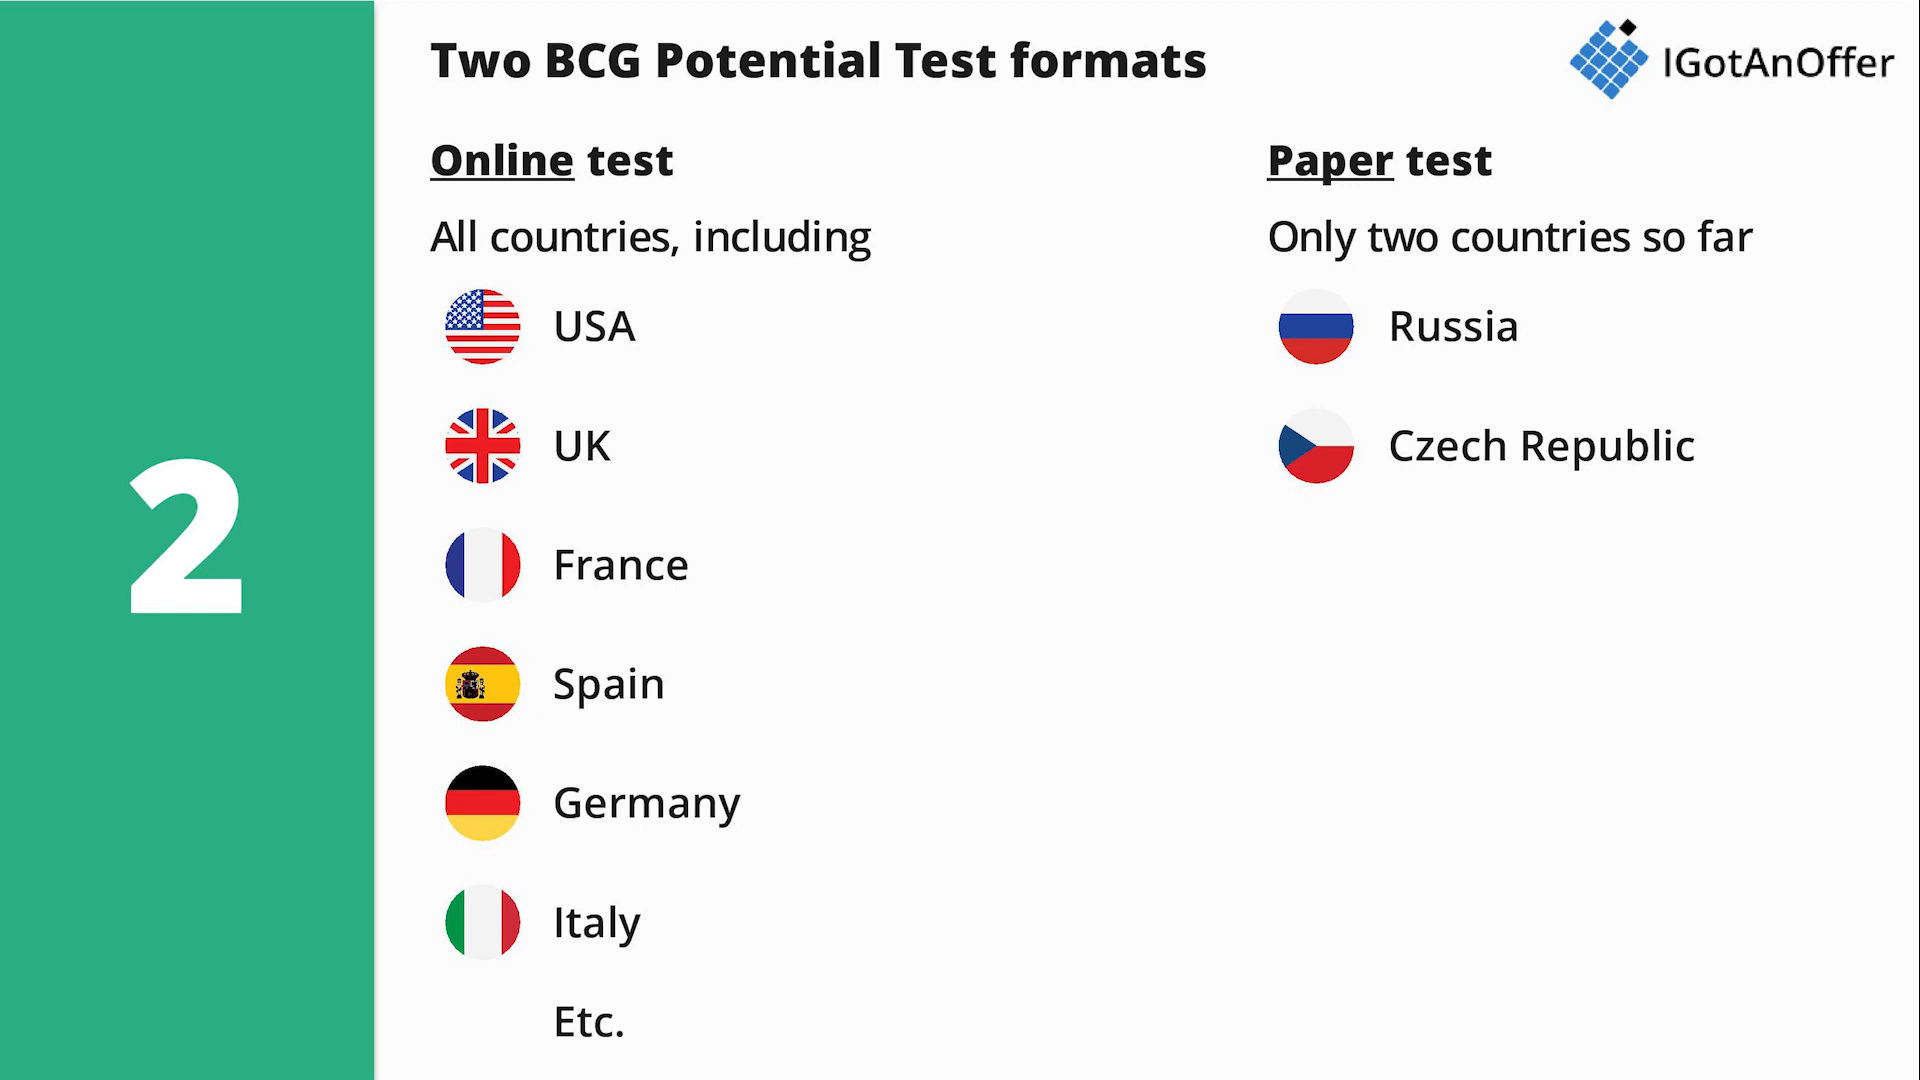 2
Two BCG Potential Test formats
IGotAnOffer
Online test
All countries, including
USA
UK
France
Spain
Germany
Italy
Etc.
Paper test
Only two countries so far
Russia
Czech Republic